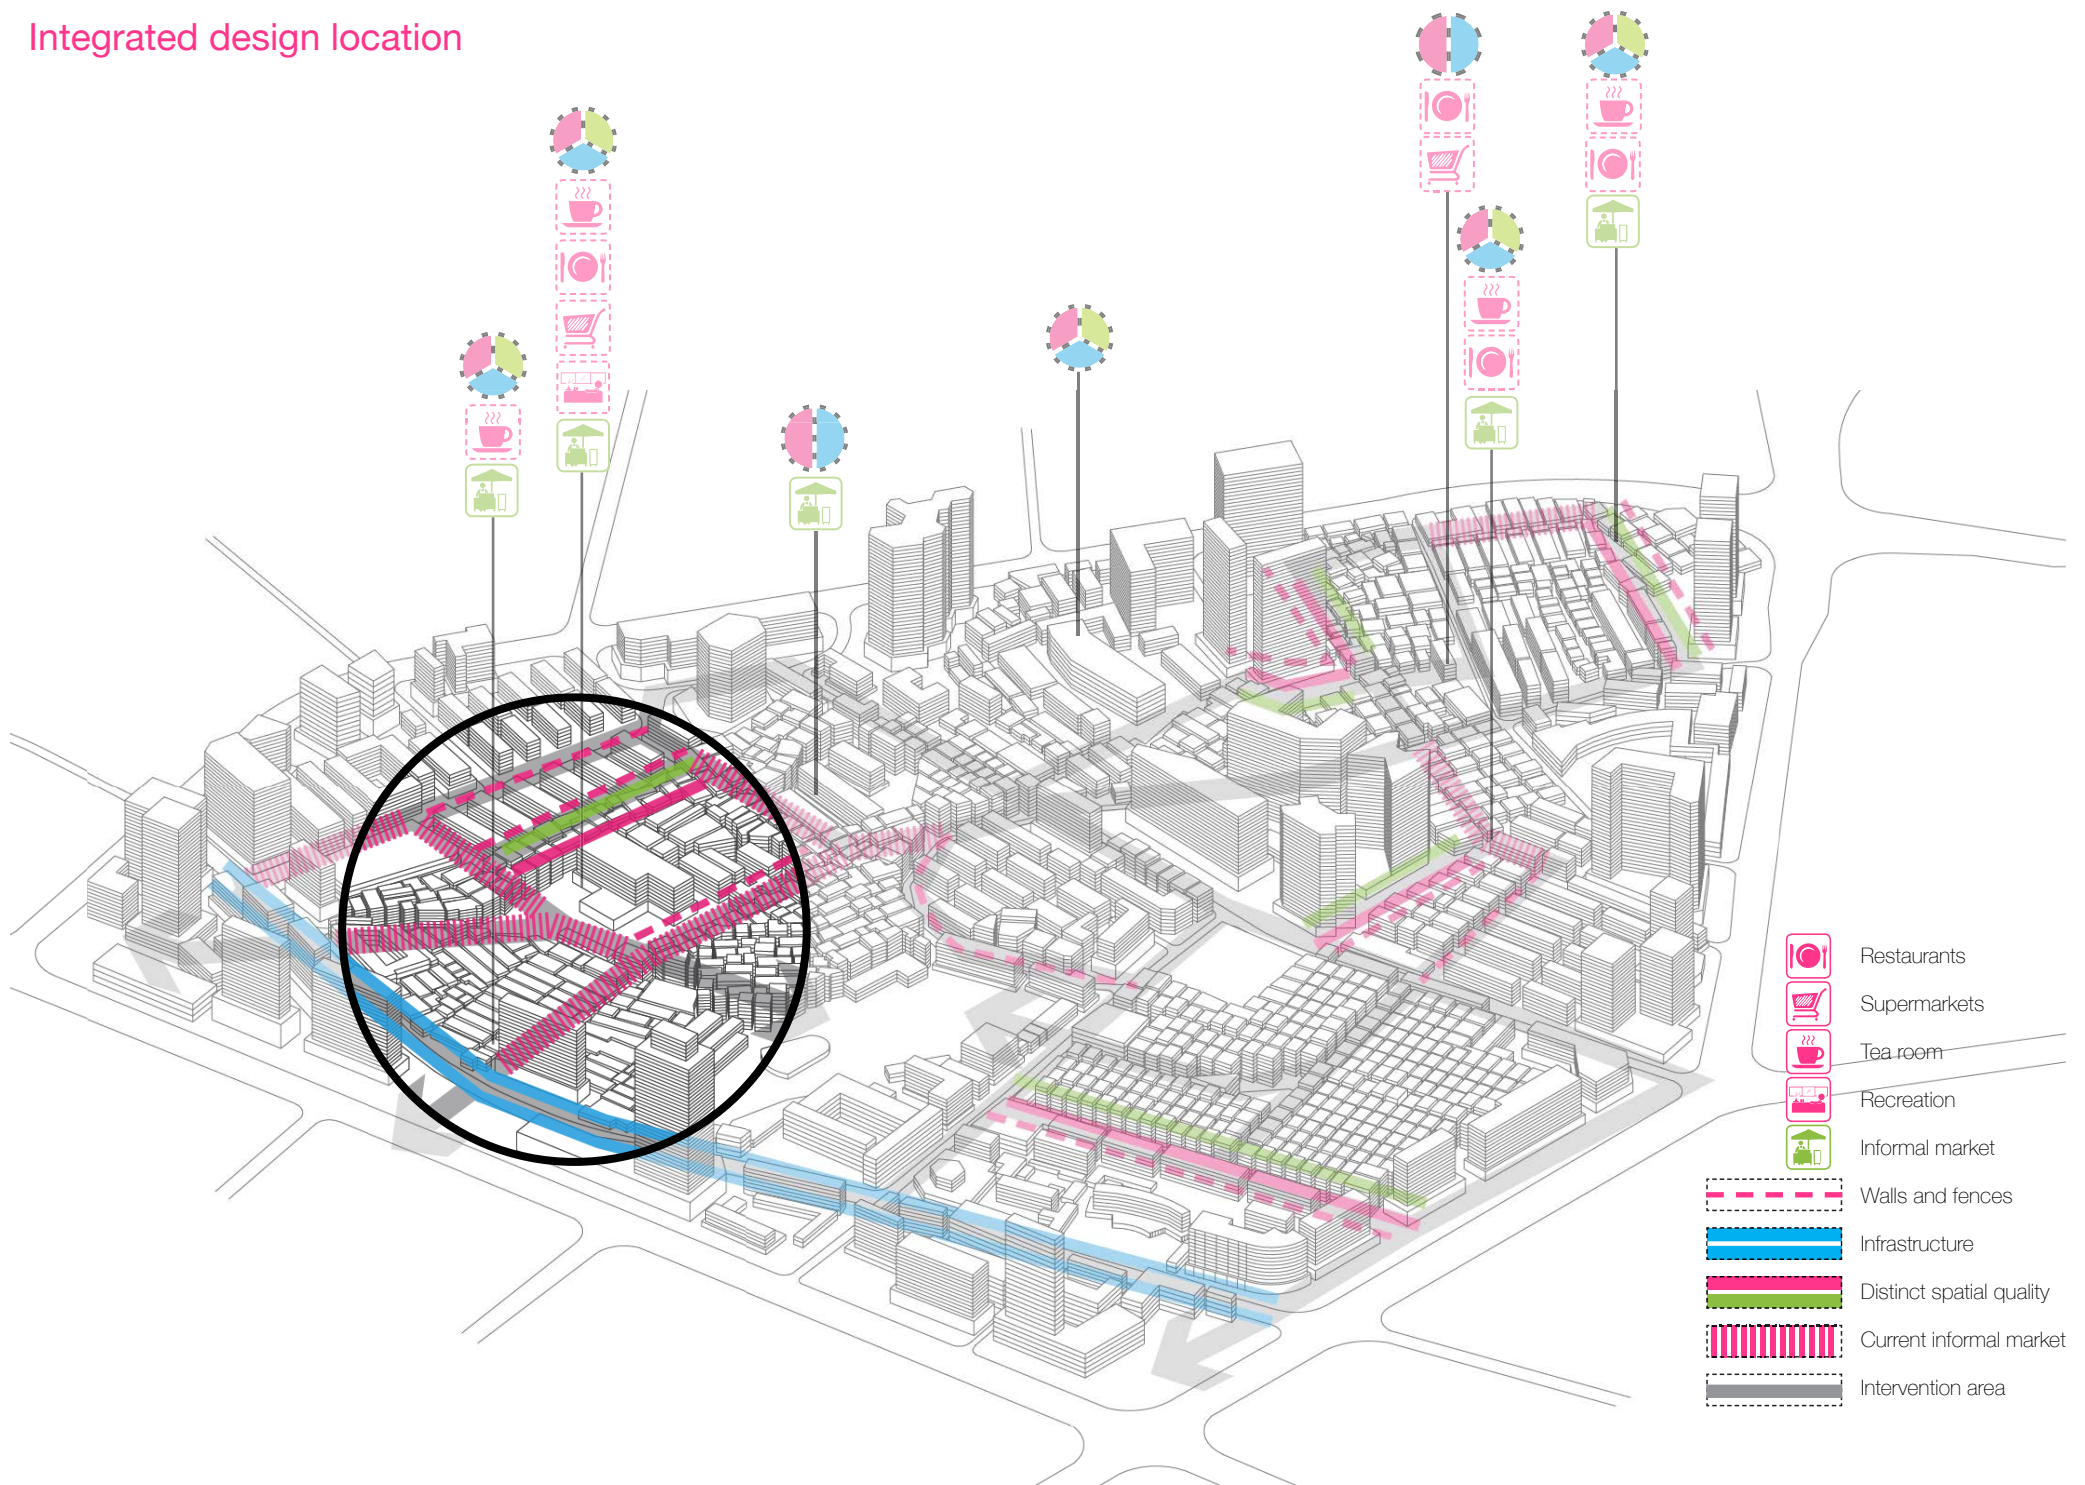 Integrated design location
Restaurants
Supermarkets
Tea room
Recreation
Informal market
Walls and fences
Infrastructure
Distinct spatial quality
Current informal market
Intervention area